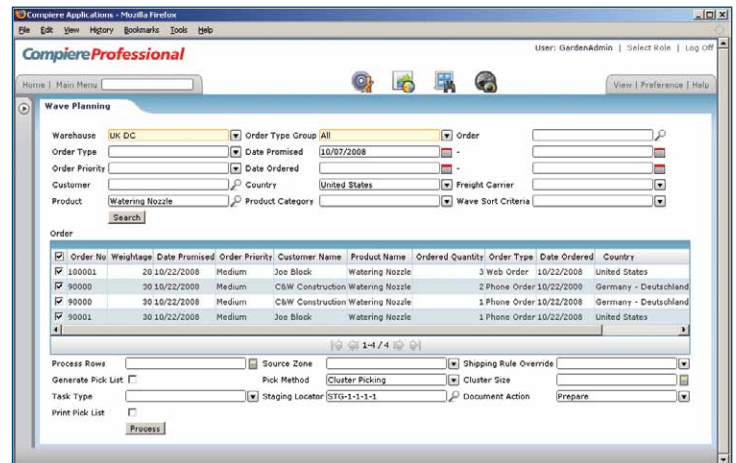 Compiere Applications - Mozilla Firefox
File Edit View History Bookmarks Tools Help
Compiere Professional
User: GardenAdmin | Select Role | Log Off
Home | Main Menu
View | Preference | Help
Wave Planning
Warehouse UK DC Order Type Group All Order
Order Type Date Promised 10/07/2008 -
Order Priority Date Ordered -
Customer Country United States Freight Carrier
Product Watering Nozzle Product Category Wave Sort Criteria
Search
Order
Order No Weightage Date Promised Order Priority Customer Name Product Name Ordered Quantity Order Type Date Ordered Country
100001 20 10/22/2008 Medium Joe Block Watering Nozzle 3 Web Order 10/22/2008 United States
90000 30 10/22/2008 Medium C&W Construction Watering Nozzle 2 Phone Order 10/22/2008 Germany - Deutschland
90000 30 10/22/2008 Medium C&W Construction Watering Nozzle 1 Phone Order 10/22/2008 Germany - Deutschland
90001 30 10/22/2008 Medium Joe Block Watering Nozzle 1 Phone Order 10/22/2008 United States
1-4 / 4
Process Rows Source Zone Shipping Rule Override
Generate Pick List Pick Method Cluster Picking Cluster Size
Task Type Staging Locator STG-1-1-1-1 Document Action Prepare
Print Pick List
Process